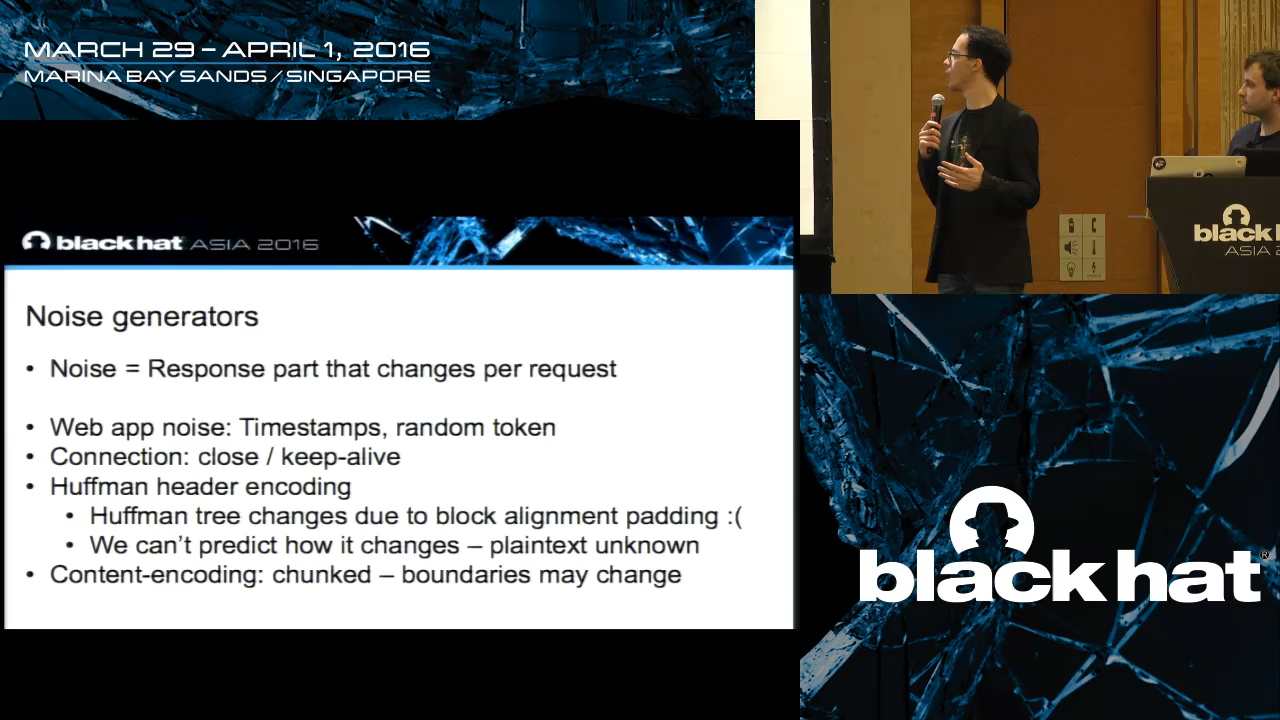 MARCH 29 – APRIL 1, 2016
MARINA BAY SANDS / SINGAPORE
black hat ASIA 2016
Noise generators
• Noise = Response part that changes per request
• Web app noise: Timestamps, random token
• Connection: close / keep-alive
• Huffman header encoding
• Huffman tree changes due to block alignment padding :(
• We can’t predict how it changes – plaintext unknown
• Content-encoding: chunked – boundaries may change
black h
ASIA 2
black hat®